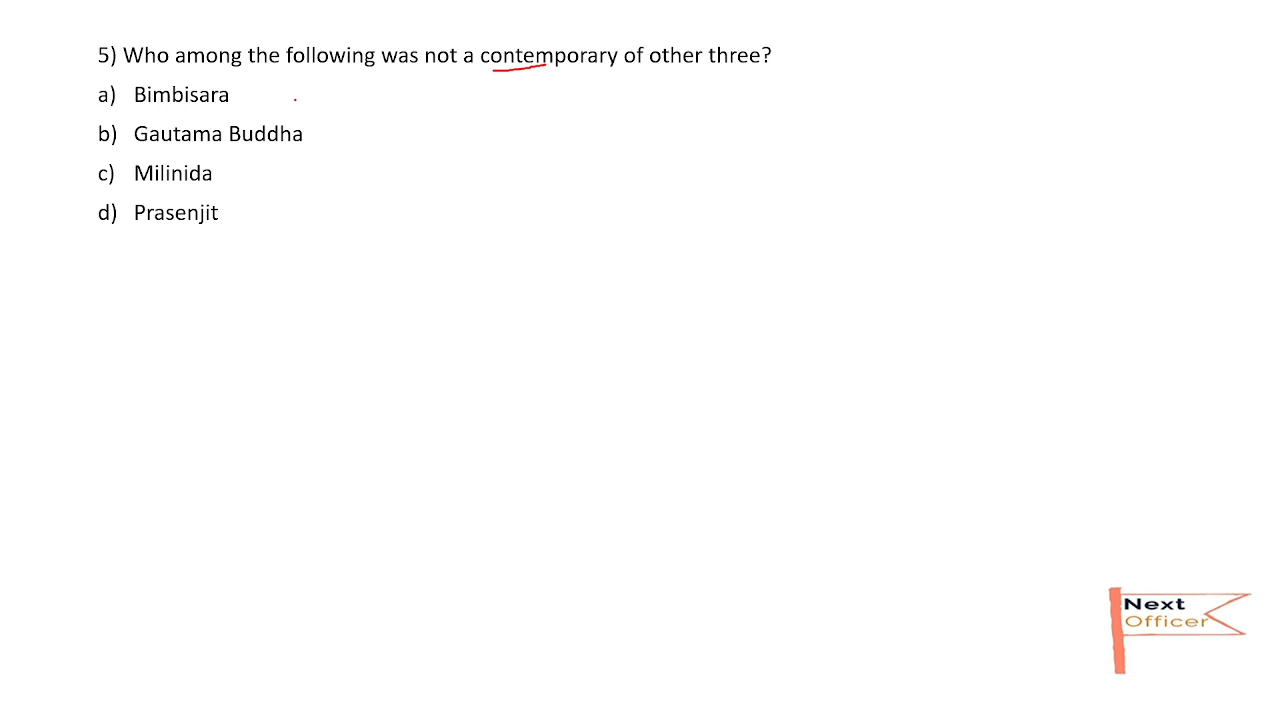 5) Who among the following was not a contemporary of other three?
a) Bimbisara
b) Gautama Buddha
c) Milinida
d) Prasenjit
Next
Officer